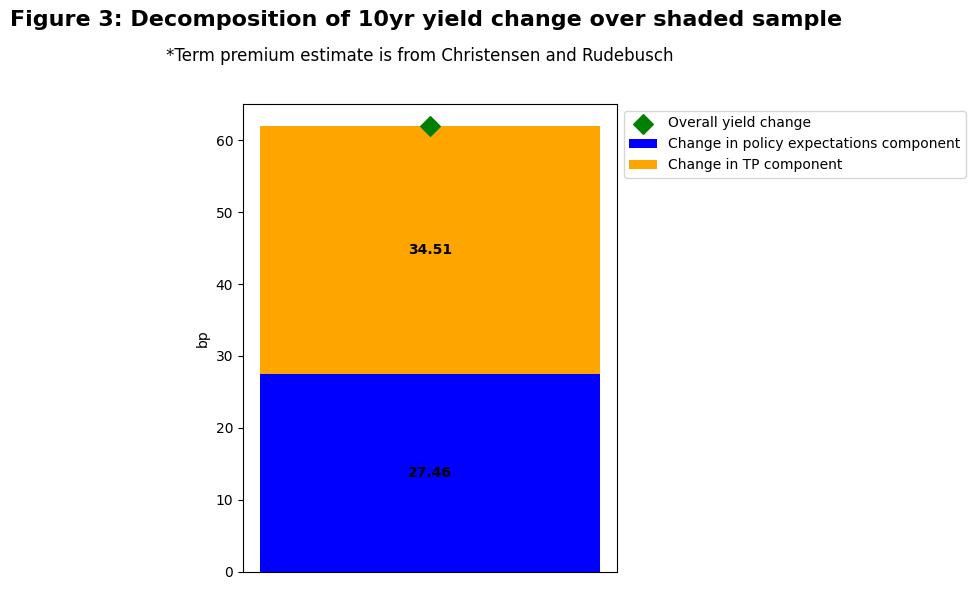 Figure 3: Decomposition of 10yr yield change over shaded sample
*Term premium estimate is from Christensen and Rudebusch
Overall yield change
Change in policy expectations component
Change in TP component
60
50
40
30
20
10
0
bp
34.51
27.46